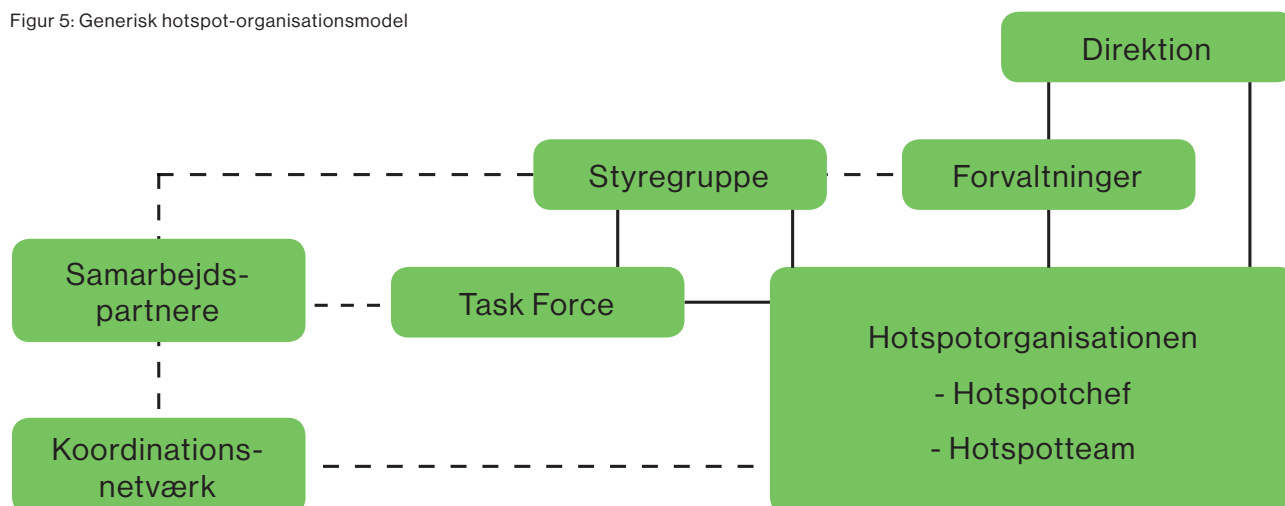 Figur 5: Generisk hotspot-organisationsmodel
Direktion
Styregruppe
Forvaltninger
Samarbejds-
partnere
Task Force
Hotspotorganisationen
- Hotspotchef
- Hotspotteam
Koordinations-
netværk